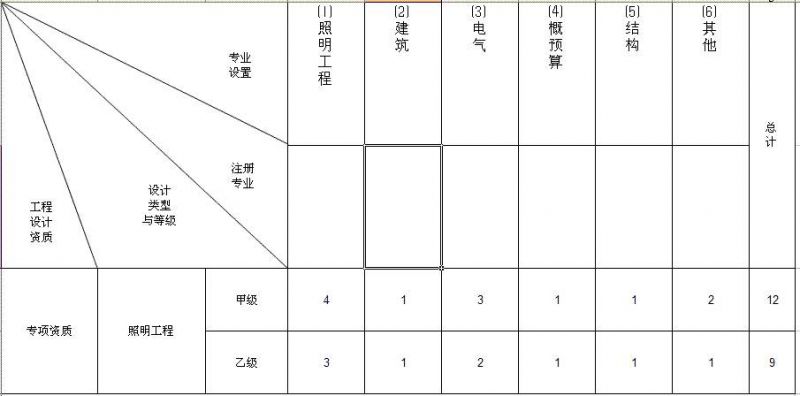 (1)照明工程
(2)建筑
(3)电气
(4)概预算
(5)结构
(6)其他
总计
专业
设置
注册
专业
设计
类型
与等级
工程
设计
资质
专项资质 照明工程 甲级 4 1 3 1 1 2 12
乙级 3 1 2 1 1 1 9